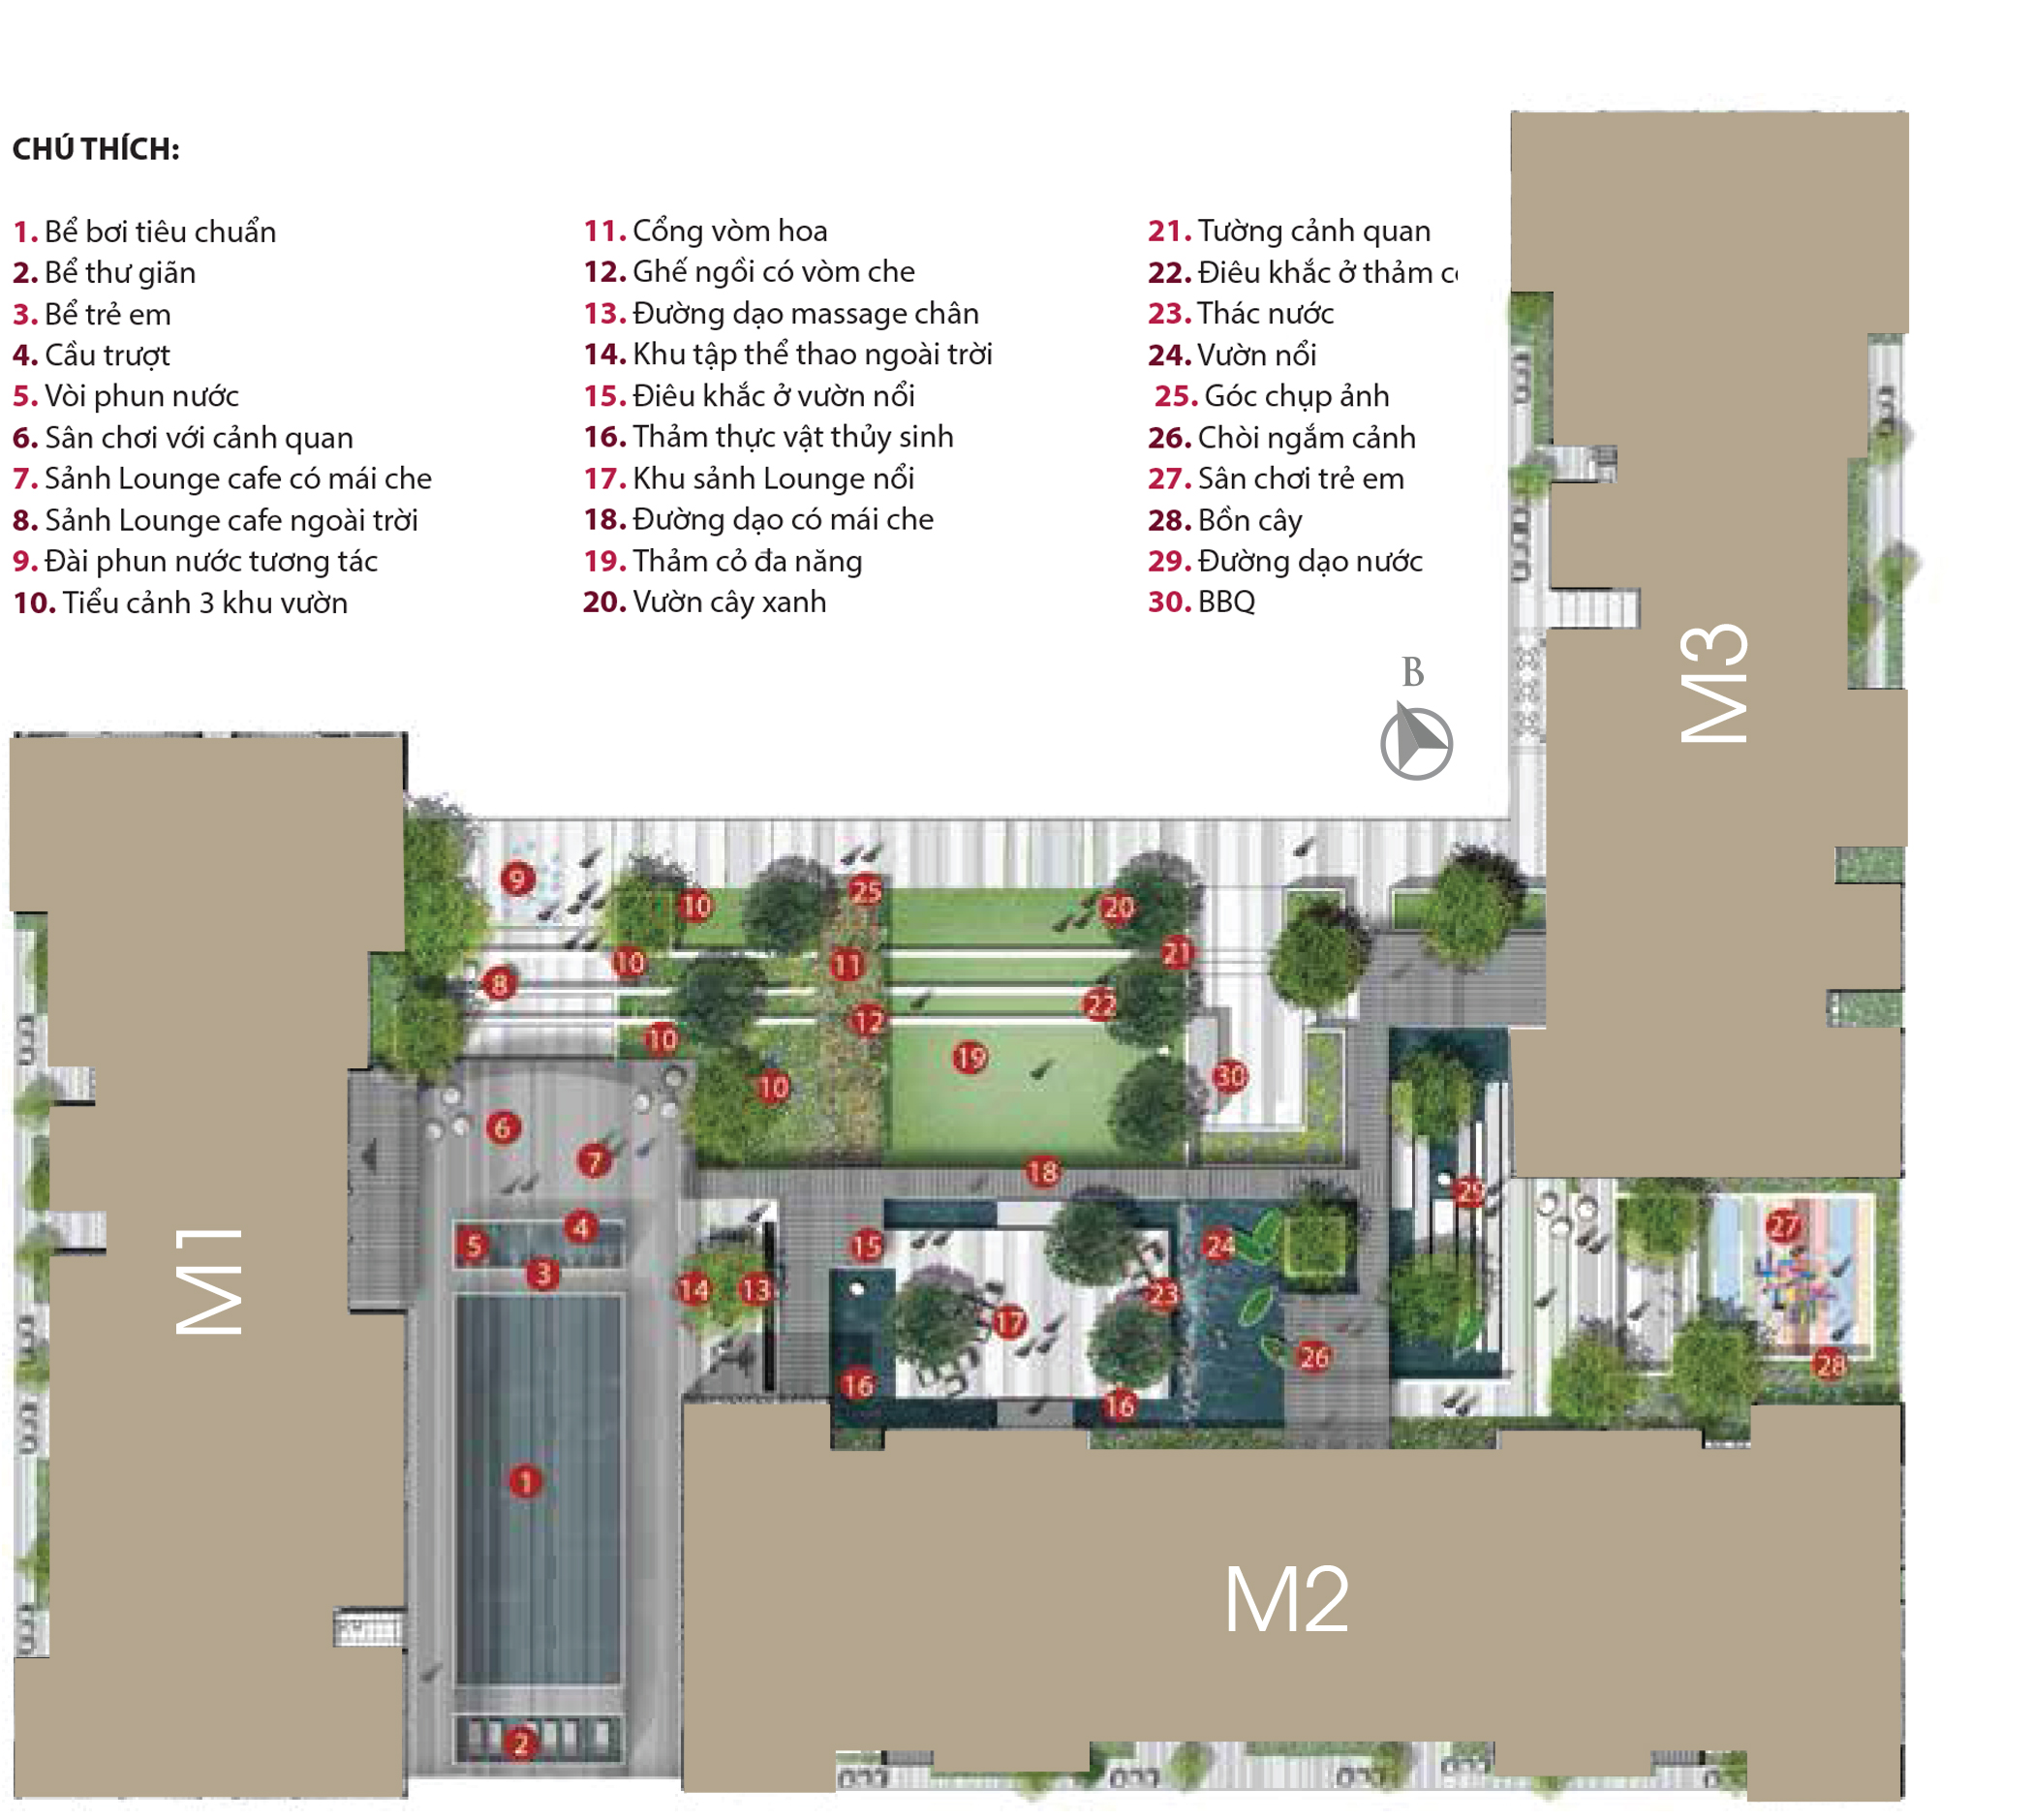 CHÚ THÍCH:
1. Bể bơi tiêu chuẩn
2. Bể thư giãn
3. Bể trẻ em
4. Cầu trượt
5. Vòi phun nước
6. Sân chơi với cảnh quan
7. Sảnh Lounge cafe có mái che
8. Sảnh Lounge cafe ngoài trời
9. Đài phun nước tương tác
10. Tiểu cảnh 3 khu vườn
11. Cổng vòm hoa
12. Ghế ngồi có vòm che
13. Đường dạo massage chân
14. Khu tập thể thao ngoài trời
15. Điêu khắc ở vườn nổi
16. Thảm thực vật thủy sinh
17. Khu sảnh Lounge nổi
18. Đường dạo có mái che
19. Thảm cỏ đa năng
20. Vườn cây xanh
21. Tường cảnh quan
22. Điêu khắc ở thảm
23. Thác nước
24. Vườn nổi
25. Góc chụp ảnh
26. Chòi ngắm cảnh
27. Sân chơi trẻ em
28. Bồn cây
29. Đường dạo nước
30. BBQ
B
M3
9
10
25
20
10
11
21
8
22
12
10
19
30
10
6
7
18
29
4
5
15
24
27
3
14
13
23
17
26
28
16
16
M1
1
M2
2